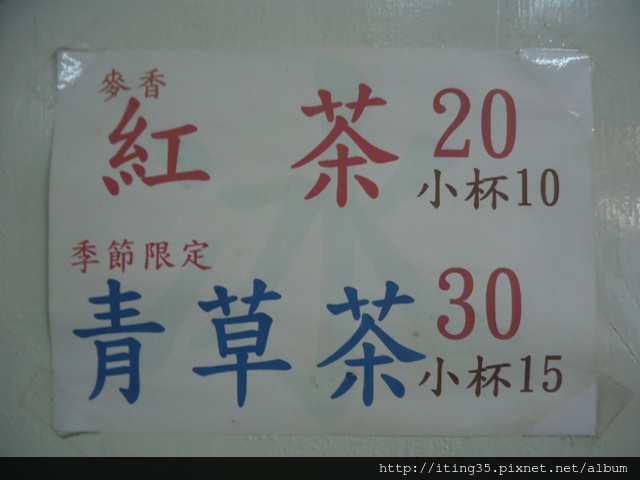 麥香
紅茶 20
小杯10
季節限定
青草茶 30
小杯15
冰
http://iting35.pixnet.net/album